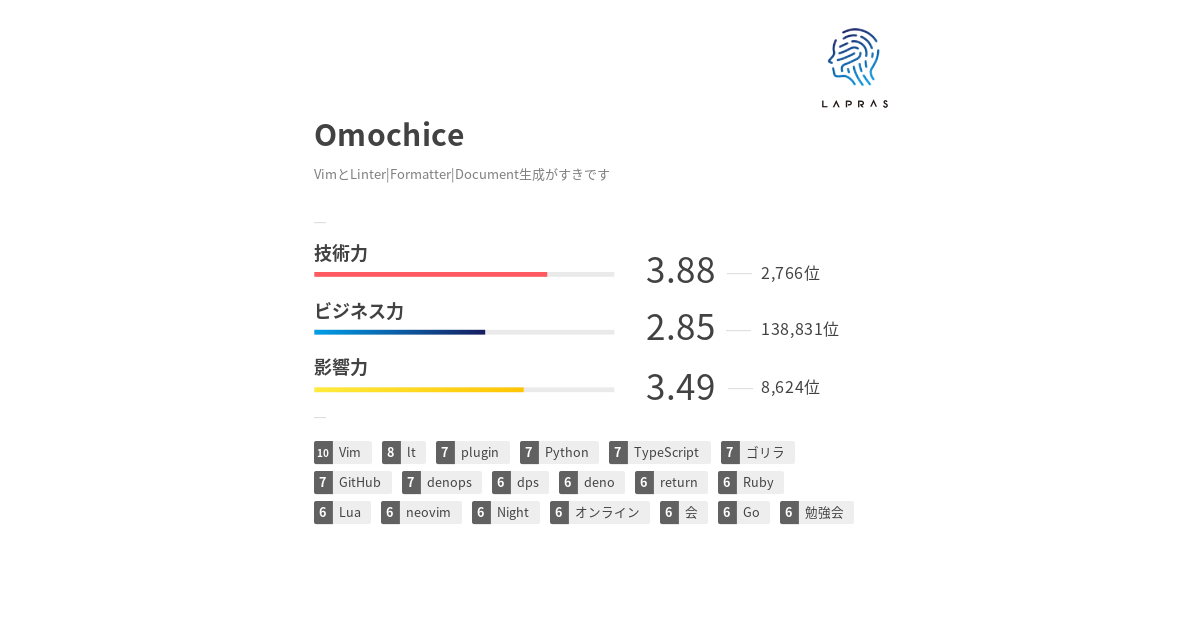 LAPRAS
Omochice
VimとLinter|Formatter|Document生成がすきです
技術力
3.88 2,766位
ビジネス力
2.85 138,831位
影響力
3.49 8,624位
10 Vim 8 lt 7 plugin 7 Python 7 TypeScript 7 ゴリラ
7 GitHub 7 denops 6 dps 6 deno 6 return 6 Ruby
6 Lua 6 neovim 6 Night 6 オンライン 6 会 6 Go 6 勉強会